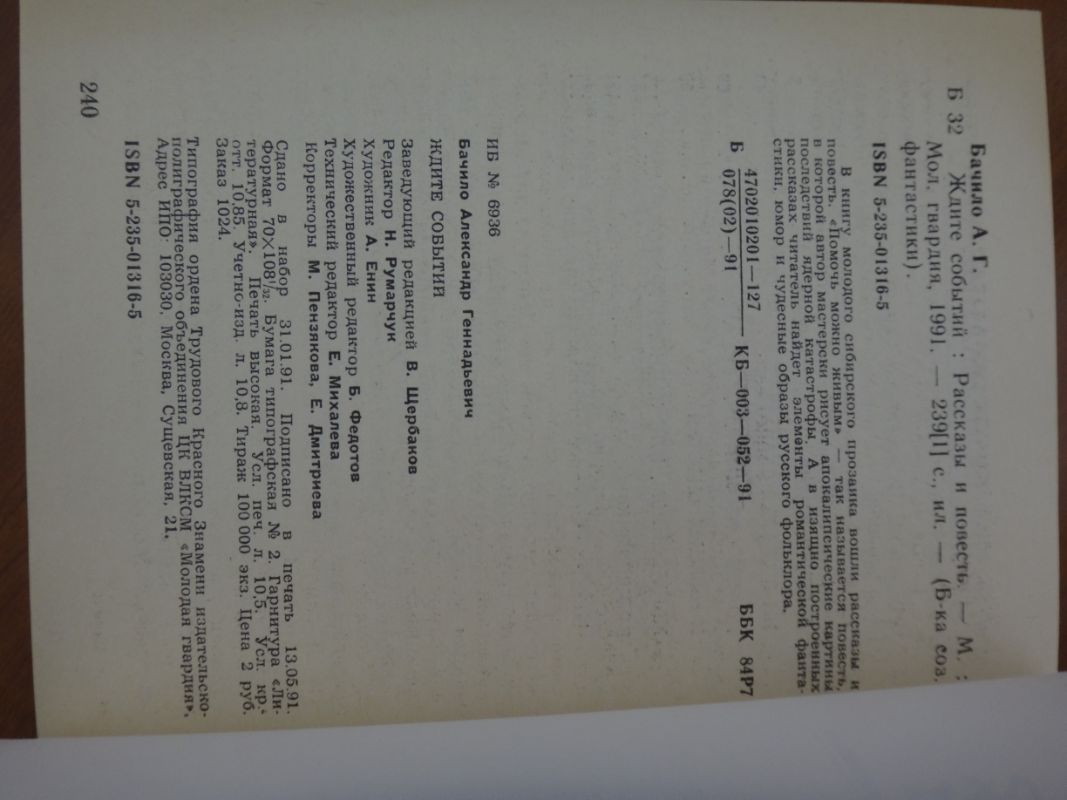 Бачило А. Г.
Б 32 Ждите событий : Рассказы и повесть. — М. :
Мол. гвардия, 1991. — 239[1] с., ил. — (Б-ка сов.
фантастики).
ISBN 5-235-01316-5
В книгу молодого сибирского прозаика вошли рассказы и
повесть. «Помочь можно живым» — так называется повесть,
в которой автор мастерски рисует апокалипсические картины
последствий ядерной катастрофы. А в изящно построенных
рассказах читатель найдет элементы романтической фанта-
стики, юмор и чудесные образы русского фольклора.
Б 4702010201—127
078(02)—91 КБ—003—052—91 ББК 84Р7
ИБ № 6936
Бачило Александр Геннадьевич
ЖДИТЕ СОБЫТИЙ
Заведующий редакцией В. Щербаков
Редактор Н. Румарчук
Художник А. Енин
Художественный редактор Б. Федотов
Технический редактор Е. Михалева
Корректоры М. Пензякова, Е. Дмитриева
Сдано в набор 31.01.91. Подписано в печать 13.05.91.
Формат 70×108¹/₃₂. Бумага типографская № 2. Гарнитура «Ли-
тературная». Печать высокая. Усл. печ. л. 10,5. Усл. кр.-
отт. 10,85. Учетно-изд. л. 10,8. Тираж 100 000 экз. Цена 2 руб.
Заказ 1024.
Типография ордена Трудового Красного Знамени издательско-
полиграфического объединения ЦК ВЛКСМ «Молодая гвардия».
Адрес ИПО: 103030, Москва, Сущевская, 21.
ISBN 5-235-01316-5
240